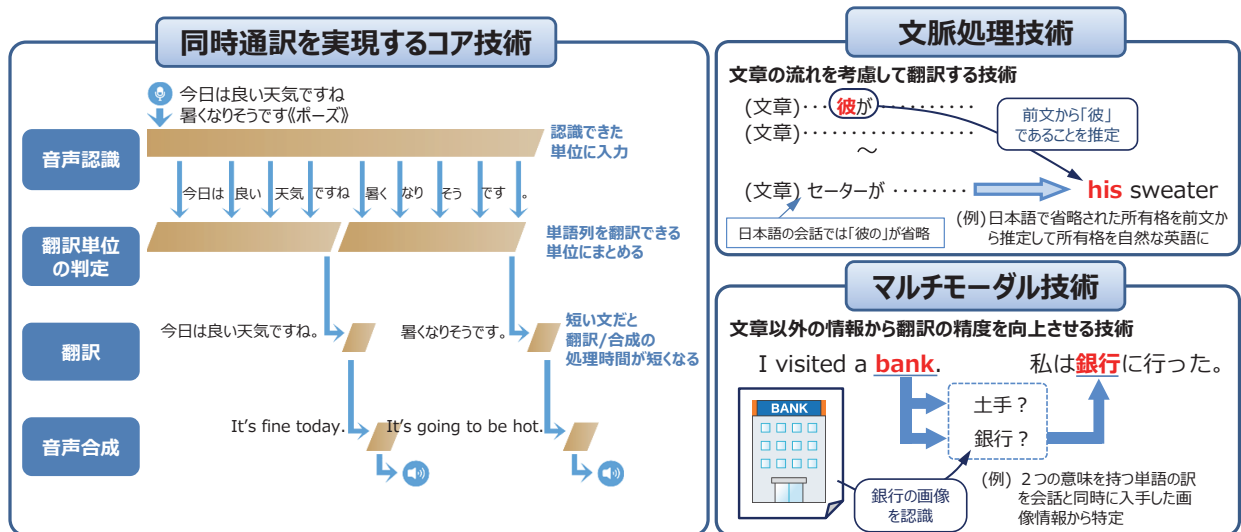 同時通訳を実現するコア技術
今日は良い天気ですね
暑くなりそうです《ポーズ》
音声認識
認識できた
単位に入力
今日は 良い 天気 ですね 暑く なり そう です 。
翻訳単位
の判定
単語列を翻訳できる
単位にまとめる
翻訳
今日は良い天気ですね。
暑くなりそうです。
短い文だと
翻訳/合成の
処理時間が短くなる
音声合成
It's fine today.
It's going to be hot.
文脈処理技術
文章の流れを考慮して翻訳する技術
(文章)‥‥彼が‥‥‥‥‥‥
(文章)‥‥‥‥‥‥‥‥‥
～
前文から「彼」
であることを推定
(文章) セーターが ‥‥‥‥
his sweater
日本語の会話では「彼の」が省略
(例) 日本語で省略された所有格を前文か
ら推定して所有格を自然な英語に
マルチモーダル技術
文章以外の情報から翻訳の精度を向上させる技術
I visited a bank.
私は銀行に行った。
BANK
土手？
銀行？
銀行の画像
を認識
(例) ２つの意味を持つ単語の訳
を会話と同時に入手した画
像情報から特定